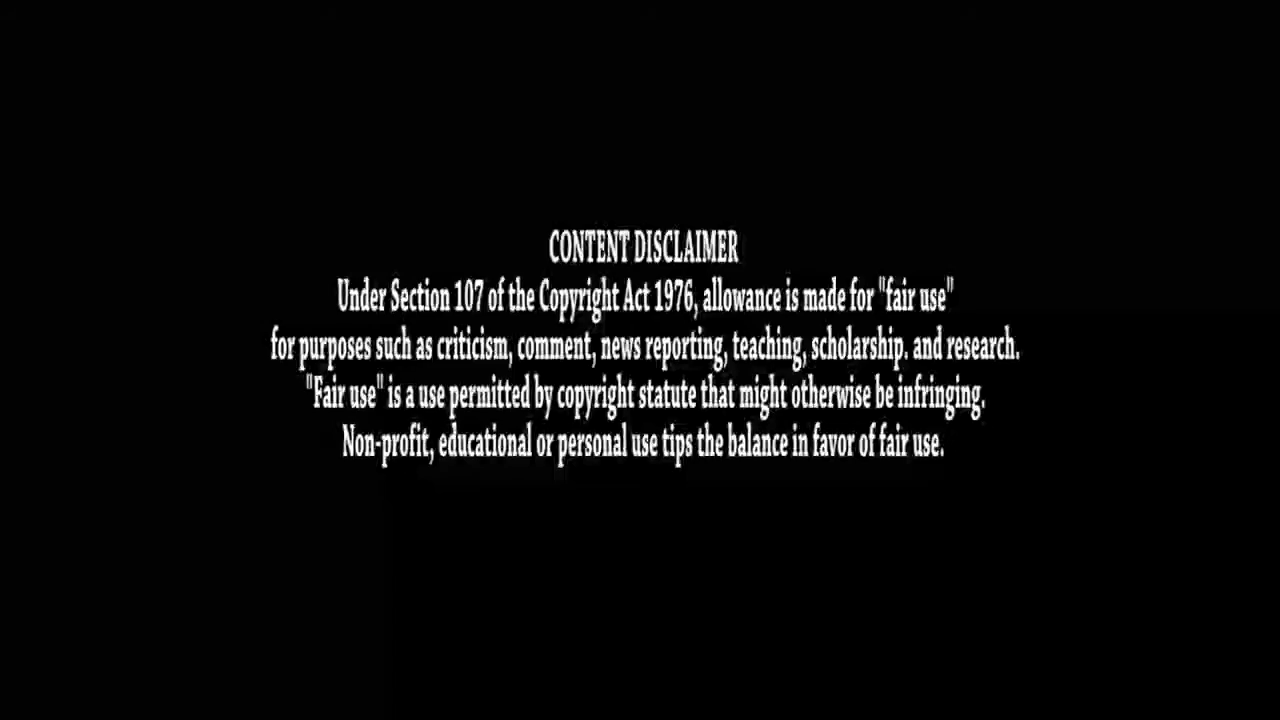 CONTENT DISCLAIMER
Under Section 107 of the Copyright Act 1976, allowance is made for "fair use"
for purposes such as criticism, comment, news reporting, teaching, scholarship. and research.
"Fair use" is a use permitted by copyright statute that might otherwise be infringing.
Non-profit, educational or personal use tips the balance in favor of fair use.